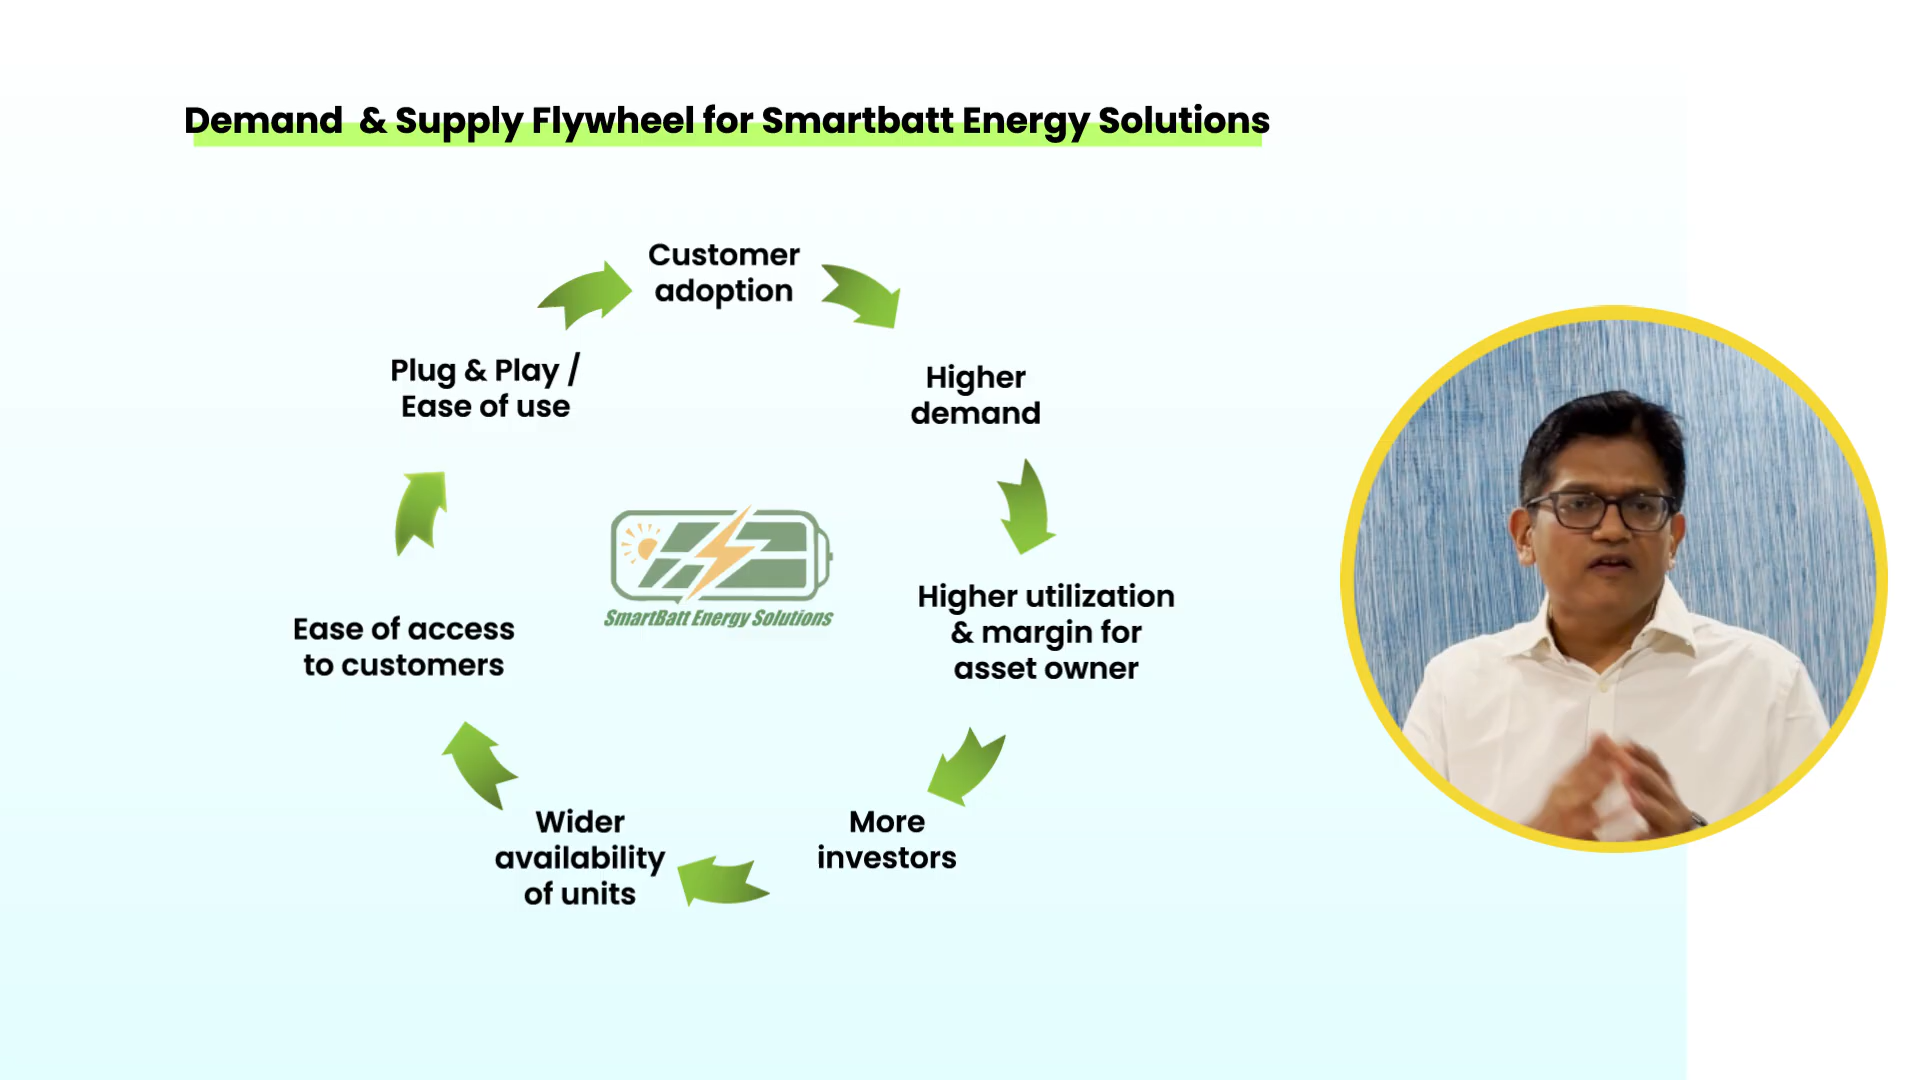 Demand & Supply Flywheel for Smartbatt Energy Solutions
Customer
adoption
Higher
demand
Higher utilization
& margin for
asset owner
More
investors
Wider
availability
of units
Ease of access
to customers
Plug & Play /
Ease of use
SmartBatt Energy Solutions